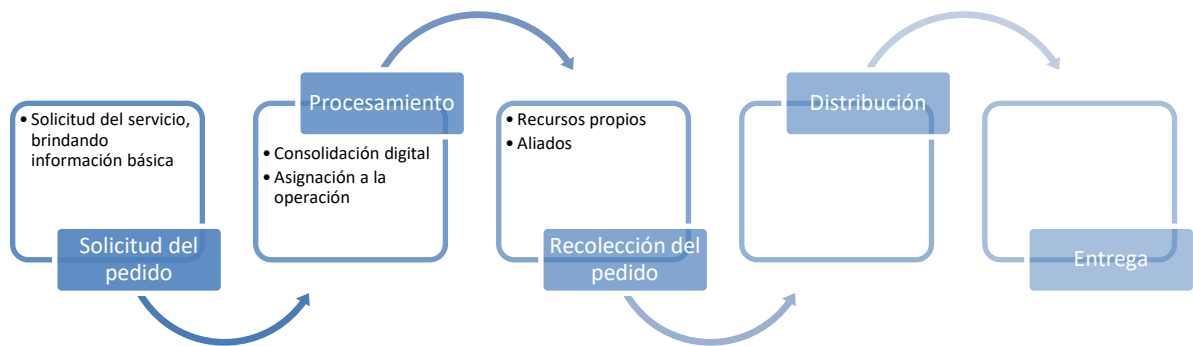 • Solicitud del servicio,
brindando
información básica
Solicitud del
pedido
Procesamiento
• Consolidación digital
• Asignación a la
operación
• Recursos propios
• Aliados
Recolección del
pedido
Distribución
Entrega